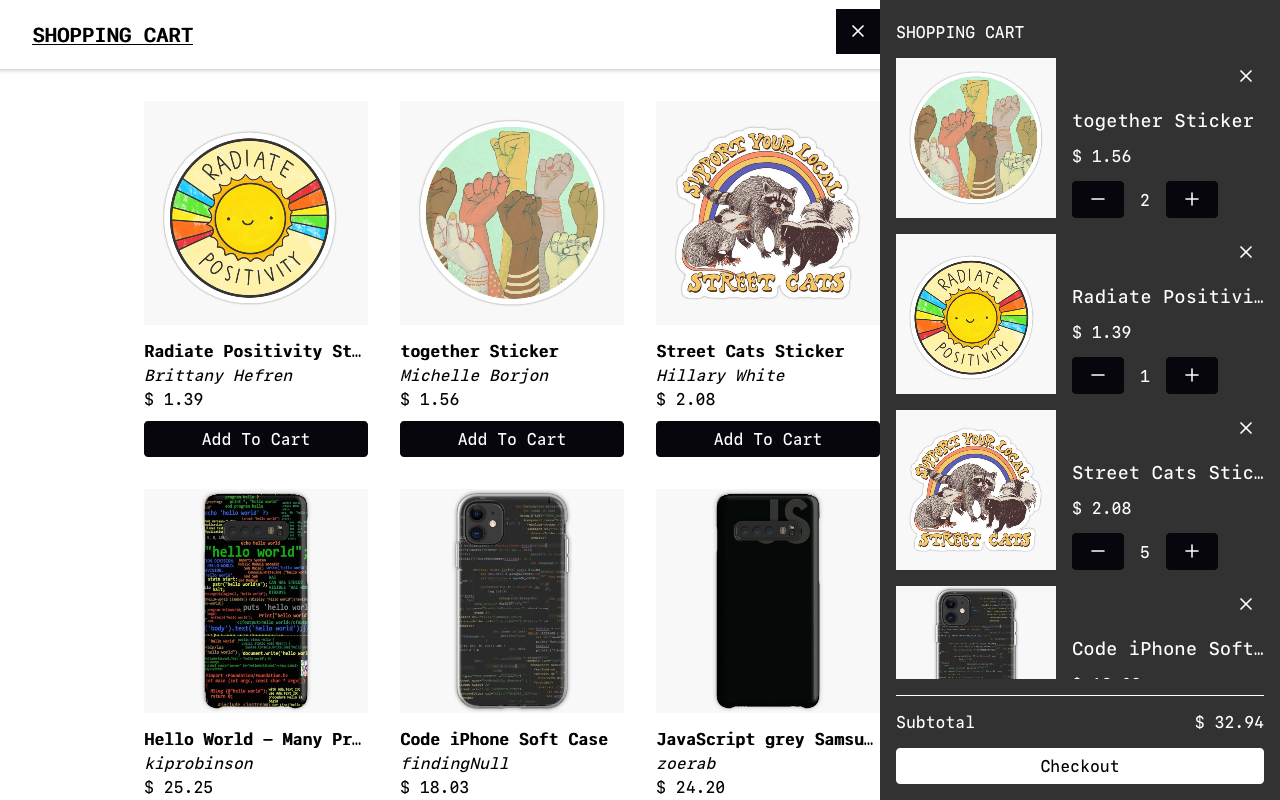 SHOPPING CART
RADIATE
POSITIVITY
SUPPORT YOUR LOCAL
STREET CATS
Radiate Positivity St…
Brittany Hefren
$ 1.39
Add To Cart
together Sticker
Michelle Borjon
$ 1.56
Add To Cart
Street Cats Sticker
Hillary White
$ 2.08
Add To Cart
"hello world"
JS
Hello World – Many Pr…
kiprobinson
$ 25.25
Code iPhone Soft Case
findingNull
$ 18.03
JavaScript grey Samsu…
zoerab
$ 24.20
SHOPPING CART
together Sticker
$ 1.56
2
RADIATE
POSITIVITY
Radiate Positivi…
$ 1.39
1
SUPPORT YOUR LOCAL
STREET CATS
Street Cats Stic…
$ 2.08
5
Code iPhone Soft…
Subtotal
$ 32.94
Checkout